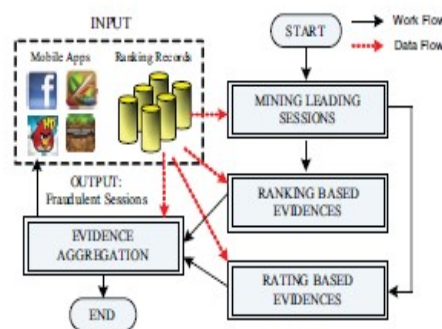 INPUT
START
Work Flow
Data Flow
Mobile Apps
Ranking Records
MINING LEADING
SESSIONS
OUTPUT:
Fraudulent Sessions
RANKING BASED
EVIDENCES
EVIDENCE
AGGREGATION
RATING BASED
EVIDENCES
END